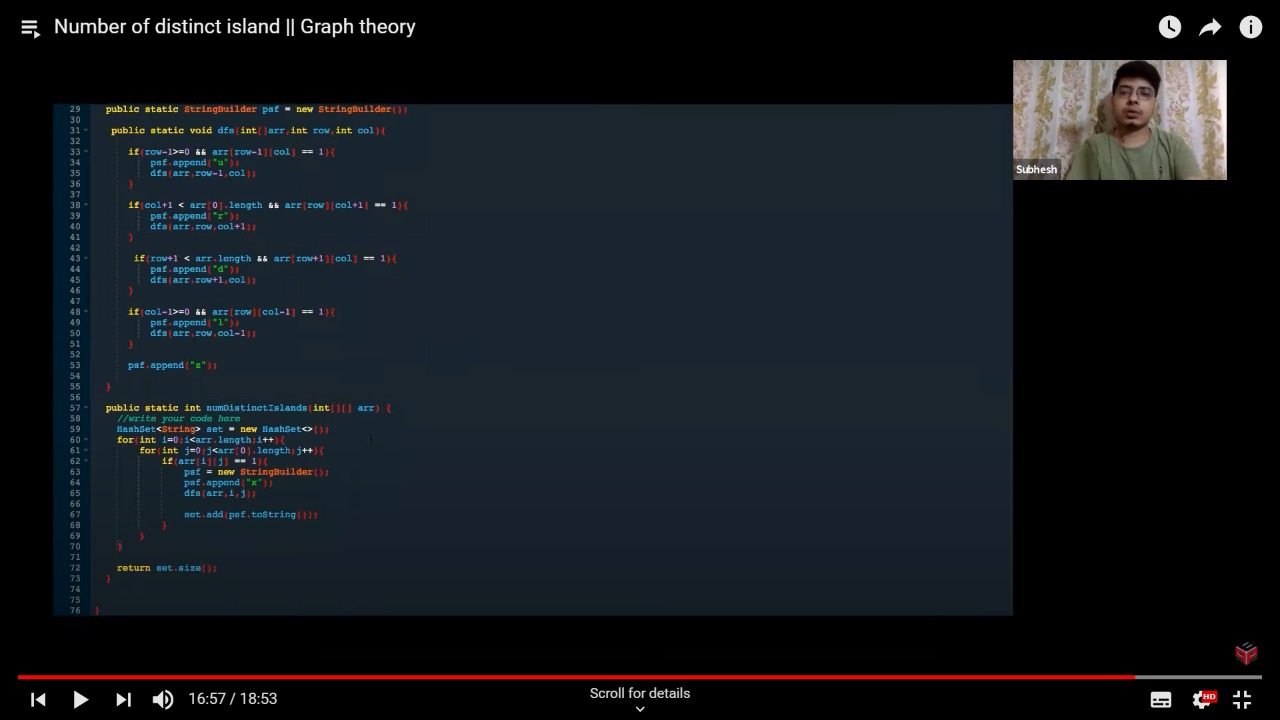 Number of distinct island || Graph theory
Subhesh
29 public static StringBuilder psf = new StringBuilder();
30
31 public static void dfs(int[]arr,int row,int col){
32
33 if(row-1>=0 && arr[row-1][col] == 1){
34 psf.append("u");
35 dfs(arr,row-1,col);
36 }
37
38 if(col+1 < arr[0].length && arr[row][col+1] == 1){
39 psf.append("r");
40 dfs(arr,row,col+1);
41 }
42
43 if(row+1 < arr.length && arr[row+1][col] == 1){
44 psf.append("d");
45 dfs(arr,row+1,col);
46 }
47
48 if(col-1>=0 && arr[row][col-1] == 1){
49 psf.append("l");
50 dfs(arr,row,col-1);
51 }
52
53 psf.append("z");
54
55 }
56
57 public static int numDistinctIslands(int[][] arr) {
58 //write your code here
59 HashSet<String> set = new HashSet<>();
60 for(int i=0;i<arr.length;i++){
61 for(int j=0;j<arr[0].length;j++){
62 if(arr[i][j] == 1){
63 psf = new StringBuilder();
64 psf.append("x");
65 dfs(arr,i,j);
66
67 set.add(psf.toString());
68 }
69 }
70 }
71
72 return set.size();
73 }
74
75
76 }
16:57 / 18:53
Scroll for details
HD